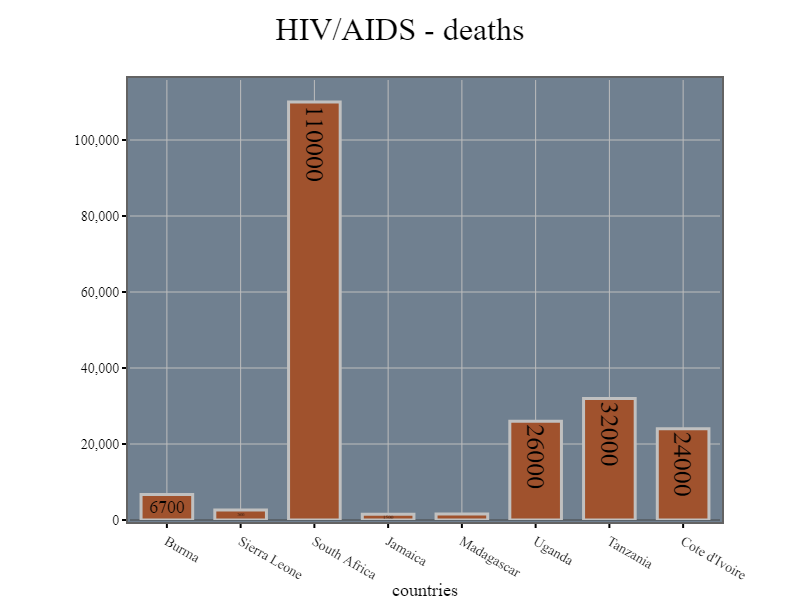 HIV/AIDS - deaths
100,000
80,000
60,000
40,000
20,000
0
6700
110000
26000
32000
24000
Burma
Sierra Leone
South Africa
Jamaica
Madagascar
Uganda
Tanzania
Cote d'Ivoire
countries